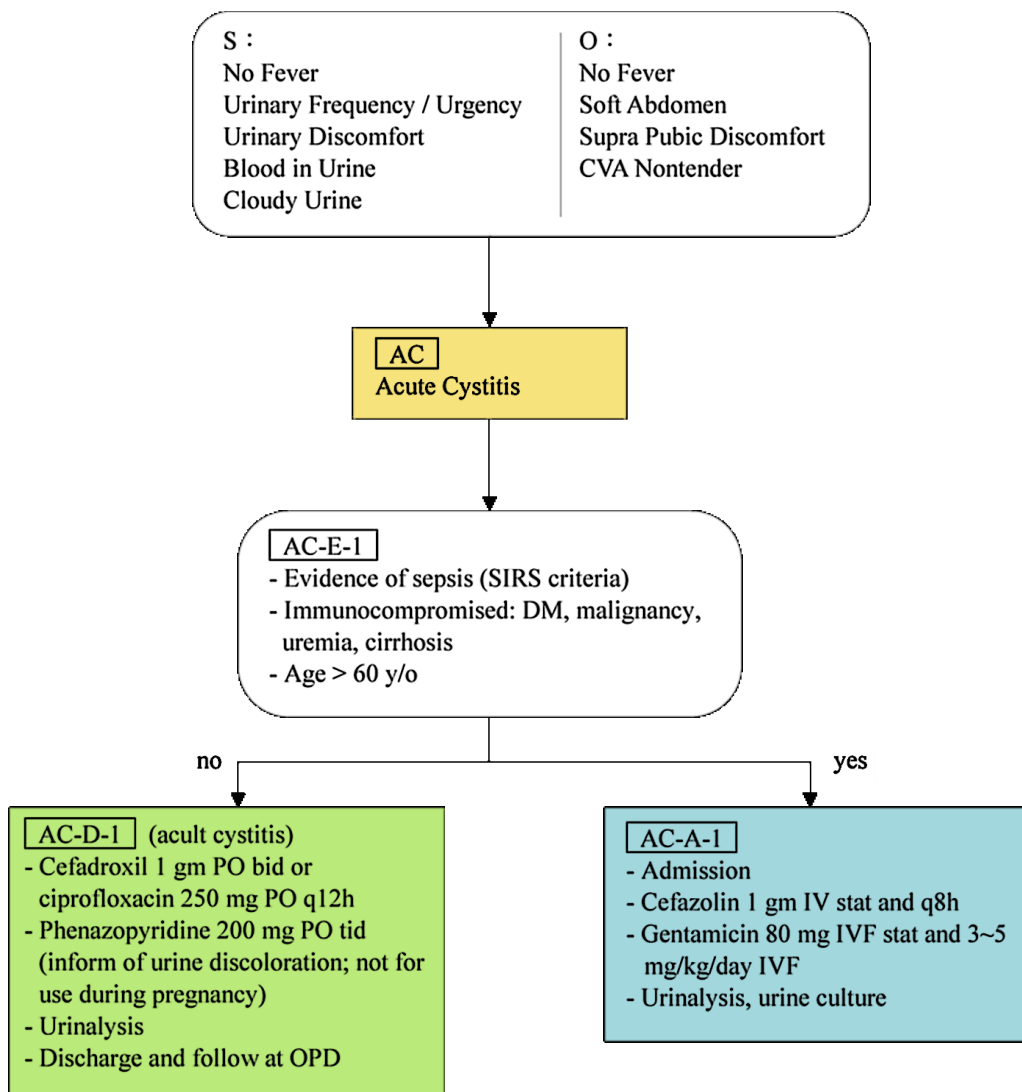 S：
No Fever
Urinary Frequency / Urgency
Urinary Discomfort
Blood in Urine
Cloudy Urine
O：
No Fever
Soft Abdomen
Supra Pubic Discomfort
CVA Nontender
AC
Acute Cystitis
AC-E-1
- Evidence of sepsis (SIRS criteria)
- Immunocompromised: DM, malignancy,
uremia, cirrhosis
- Age > 60 y/o
no
yes
AC-D-1 (acult cystitis)
- Cefadroxil 1 gm PO bid or
ciprofloxacin 250 mg PO q12h
- Phenazopyridine 200 mg PO tid
(inform of urine discoloration; not for
use during pregnancy)
- Urinalysis
- Discharge and follow at OPD
AC-A-1
- Admission
- Cefazolin 1 gm IV stat and q8h
- Gentamicin 80 mg IVF stat and 3~5
mg/kg/day IVF
- Urinalysis, urine culture